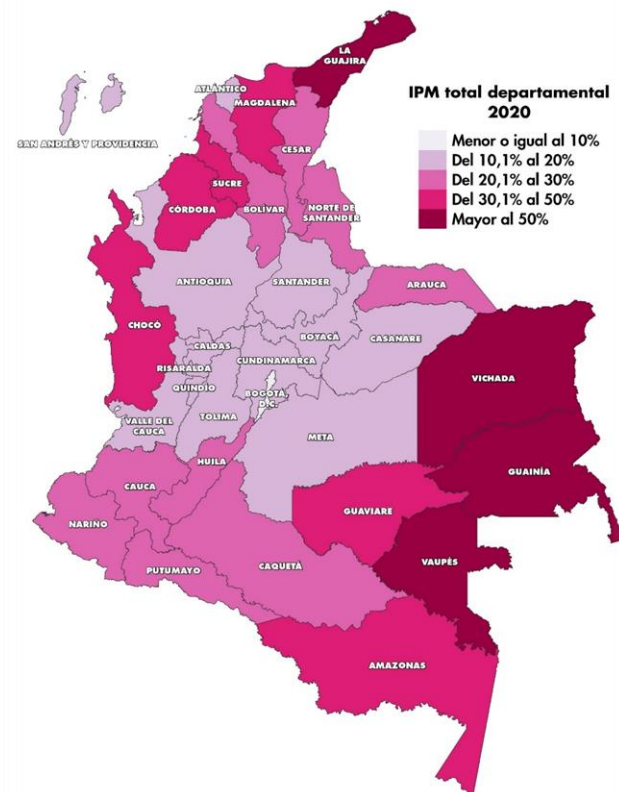 LA
GUAJIRA
ATLÁNTICO
MAGDALENA
SAN ANDRÉS Y PROVIDENCIA
CESAR
IPM total departamental
2020
Menor o igual al 10%
Del 10,1% al 20%
Del 20,1% al 30%
Del 30,1% al 50%
Mayor al 50%
SUCRE
CÓRDOBA
BOLÍVAR
NORTE DE
SANTANDER
ANTIOQUIA
SANTANDER
ARAUCA
CHOCÓ
BOYACÁ
CASANARE
CALDAS
CUNDINAMARCA
RISARALDA
QUINDÍO
BOGOTÁ,
D.C.
VICHADA
VALLE DEL
CAUCA
TOLIMA
META
HUILA
GUAINÍA
CAUCA
GUAVIARE
NARIÑO
PUTUMAYO
CAQUETÁ
VAUPÉS
AMAZONAS